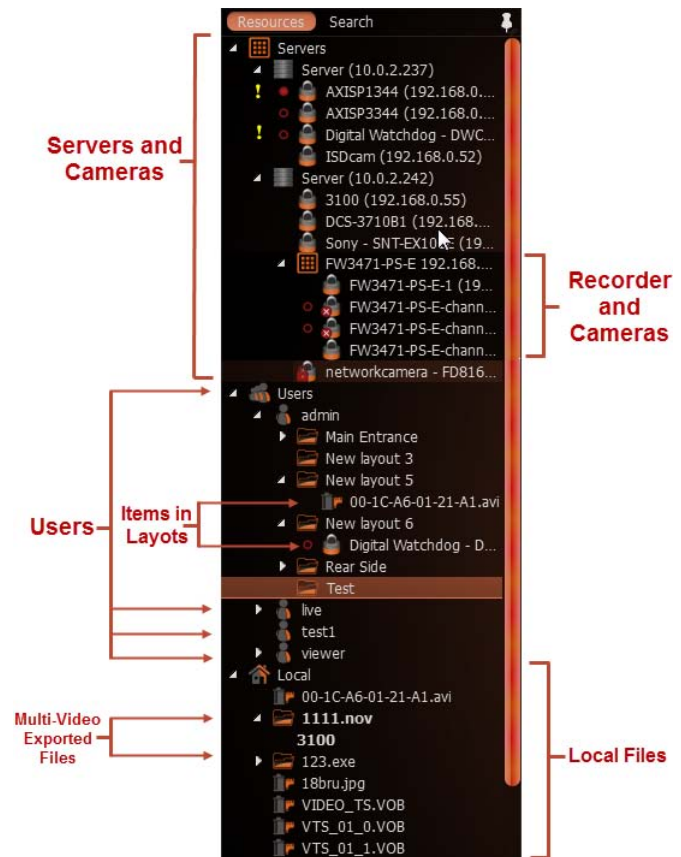 Resources Search
Servers
Server (10.0.2.237)
! AXISP1344 (192.168.0....
AXISP3344 (192.168.0....
! Digital Watchdog - DWC...
ISDcam (192.168.0.52)
Server (10.0.2.242)
3100 (192.168.0.55)
DCS-3710B1 (192.168....
Sony - SNT-EX10 E (19...
FW3471-PS-E 192.168....
FW3471-PS-E-1 (19...
FW3471-PS-E-chann...
FW3471-PS-E-chann...
FW3471-PS-E-chann...
networkcamera - FD816...
Servers and
Cameras
Recorder
and
Cameras
Users
admin
Main Entrance
New layout 3
New layout 5
00-1C-A6-01-21-A1.avi
New layout 6
Digital Watchdog - D...
Rear Side
Test
live
test1
viewer
Users
Items in
Layots
Local
00-1C-A6-01-21-A1.avi
1111.nov
3100
123.exe
18bru.jpg
VIDEO_TS.VOB
VTS_01_0.VOB
VTS_01_1.VOB
Multi-Video
Exported
Files
Local Files